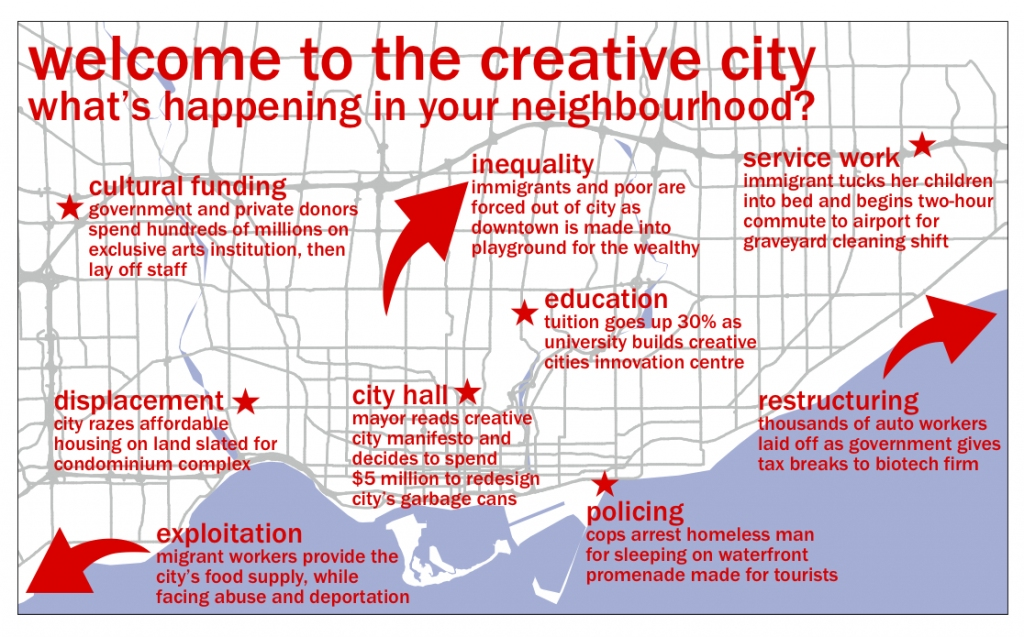 welcome to the creative city
what's happening in your neighbourhood?
cultural funding
government and private donors
spend hundreds of millions on
exclusive arts institution, then
lay off staff
inequality
immigrants and poor are
forced out of city as
downtown is made into
playground for the wealthy
service work
immigrant tucks her children
into bed and begins two-hour
commute to airport for
graveyard cleaning shift
education
tuition goes up 30% as
university builds creative
cities innovation centre
displacement
city razes affordable
housing on land slated for
condominium complex
city hall
mayor reads creative
city manifesto and
decides to spend
$5 million to redesign
city's garbage cans
restructuring
thousands of auto workers
laid off as government gives
tax breaks to biotech firm
exploitation
migrant workers provide the
city's food supply, while
facing abuse and deportation
policing
cops arrest homeless man
for sleeping on waterfront
promenade made for tourists